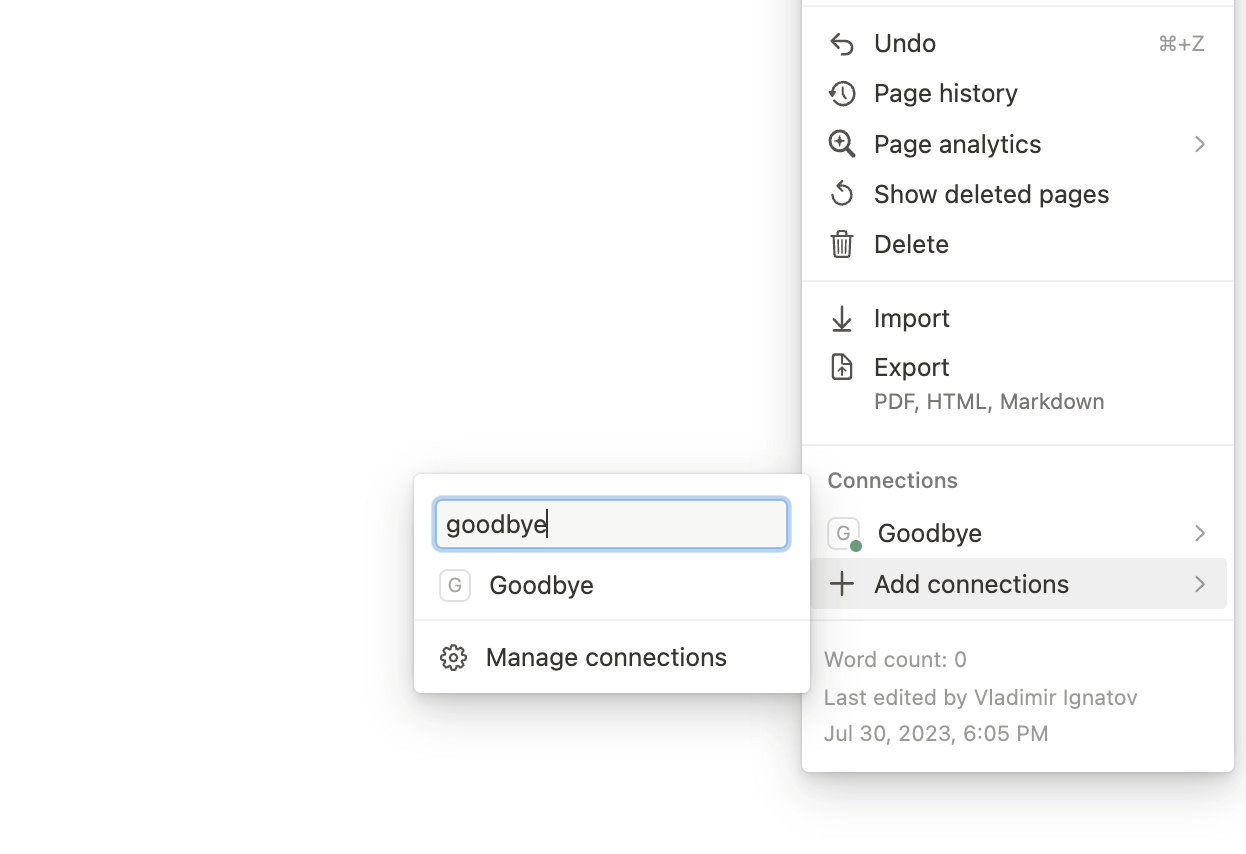 Undo ⌘+Z
Page history
Page analytics
Show deleted pages
Delete
Import
Export
PDF, HTML, Markdown
Connections
G Goodbye
Add connections
Word count: 0
Last edited by Vladimir Ignatov
Jul 30, 2023, 6:05 PM
goodbye
G Goodbye
Manage connections